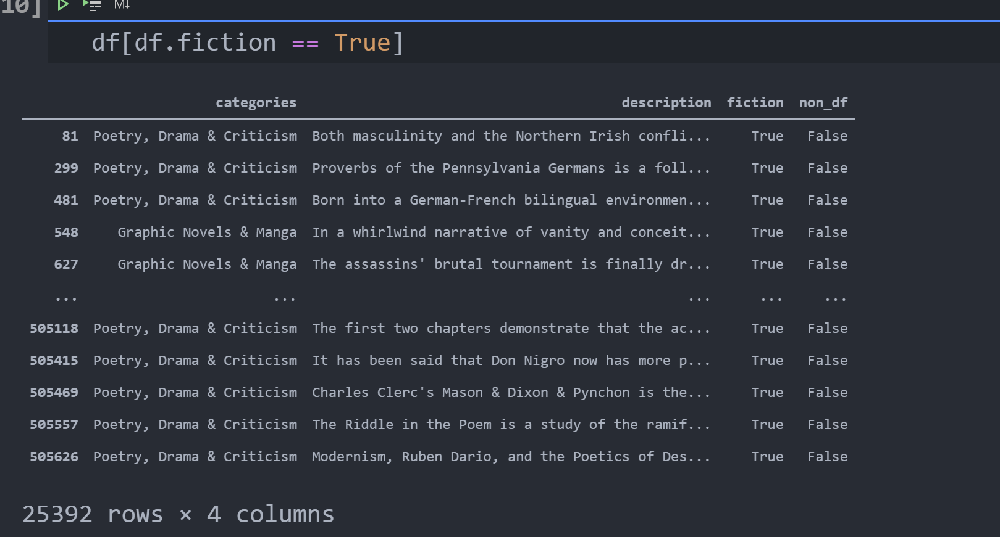 10] M↓
df[df.fiction == True]
categories description fiction non_df
81 Poetry, Drama & Criticism Both masculinity and the Northern Irish confli... True False
299 Poetry, Drama & Criticism Proverbs of the Pennsylvania Germans is a foll... True False
481 Poetry, Drama & Criticism Born into a German-French bilingual environmen... True False
548 Graphic Novels & Manga In a whirlwind narrative of vanity and conceit... True False
627 Graphic Novels & Manga The assassins' brutal tournament is finally dr... True False
... ... ... ... ...
505118 Poetry, Drama & Criticism The first two chapters demonstrate that the ac... True False
505415 Poetry, Drama & Criticism It has been said that Don Nigro now has more p... True False
505469 Poetry, Drama & Criticism Charles Clerc's Mason & Dixon & Pynchon is the... True False
505557 Poetry, Drama & Criticism The Riddle in the Poem is a study of the ramif... True False
505626 Poetry, Drama & Criticism Modernism, Ruben Dario, and the Poetics of Des... True False
25392 rows × 4 columns